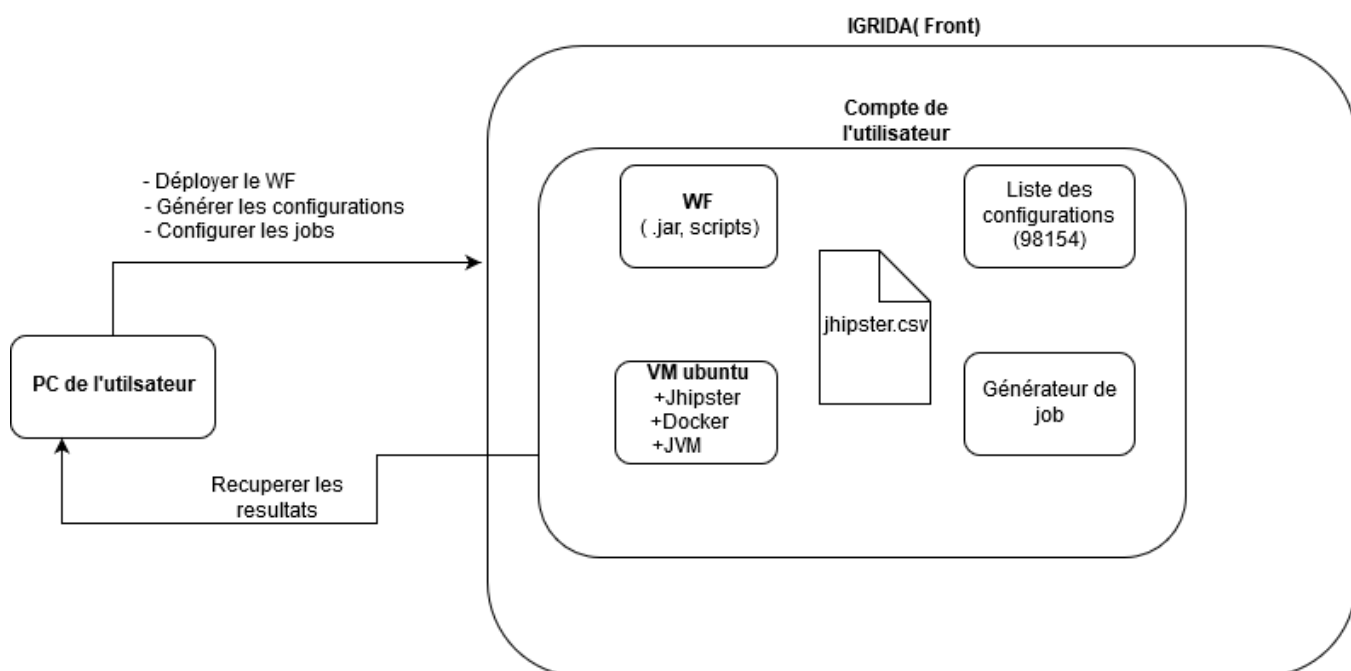 IGRIDA( Front)
Compte de
l'utilisateur
- Déployer le WF
- Générer les configurations
- Configurer les jobs
WF
( .jar, scripts)
Liste des
configurations
(98154)
jhipster.csv
PC de l'utilsateur
VM ubuntu
+Jhipster
+Docker
+JVM
Générateur de
job
Recuperer les
resultats